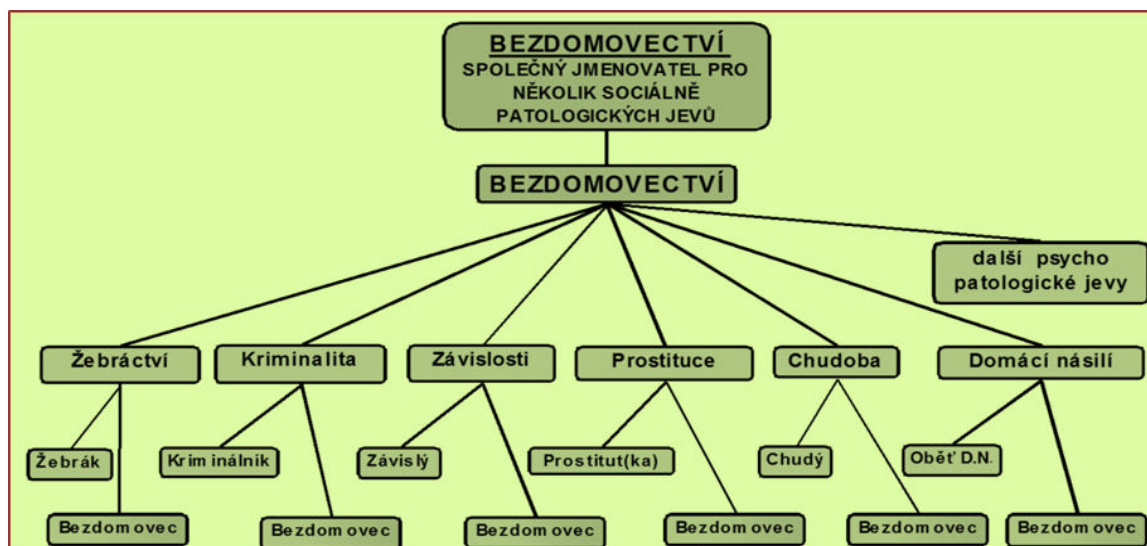 BEZDOMOVECTVÍ
SPOLEČNÝ JMENOVATEL PRO
NĚKOLIK SOCIÁLNĚ
PATOLOGICKÝCH JEVŮ
BEZDOMOVECTVÍ
další psycho
patologické jevy
Žebráctví
Kriminalita
Závislosti
Prostituce
Chudoba
Domácí násilí
Žebrák
Kriminálník
Závislý
Prostitut(ka)
Chudý
Oběť D.N.
Bezdomovec
Bezdomovec
Bezdomovec
Bezdomovec
Bezdomovec
Bezdomovec